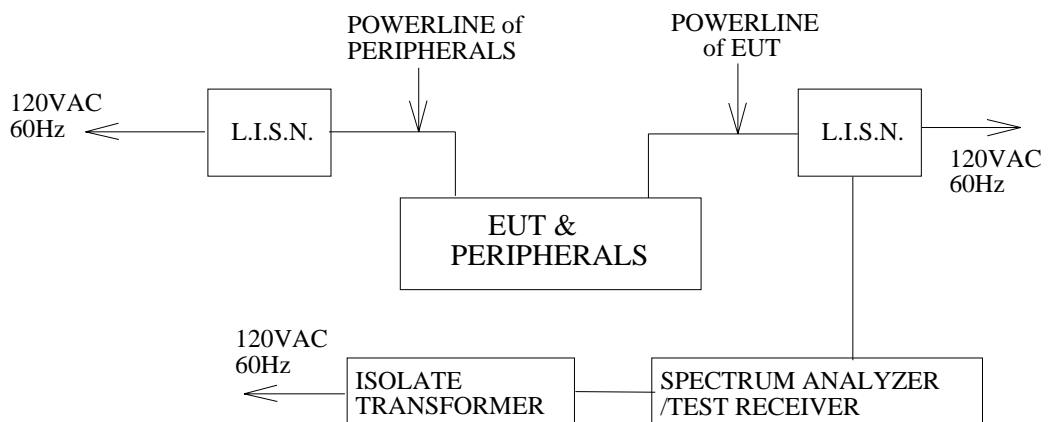 POWERLINE of
PERIPHERALS
POWERLINE
of EUT
120VAC
60Hz
L.I.S.N.
L.I.S.N.
120VAC
60Hz
EUT &
PERIPHERALS
120VAC
60Hz
ISOLATE
TRANSFORMER
SPECTRUM ANALYZER
/TEST RECEIVER